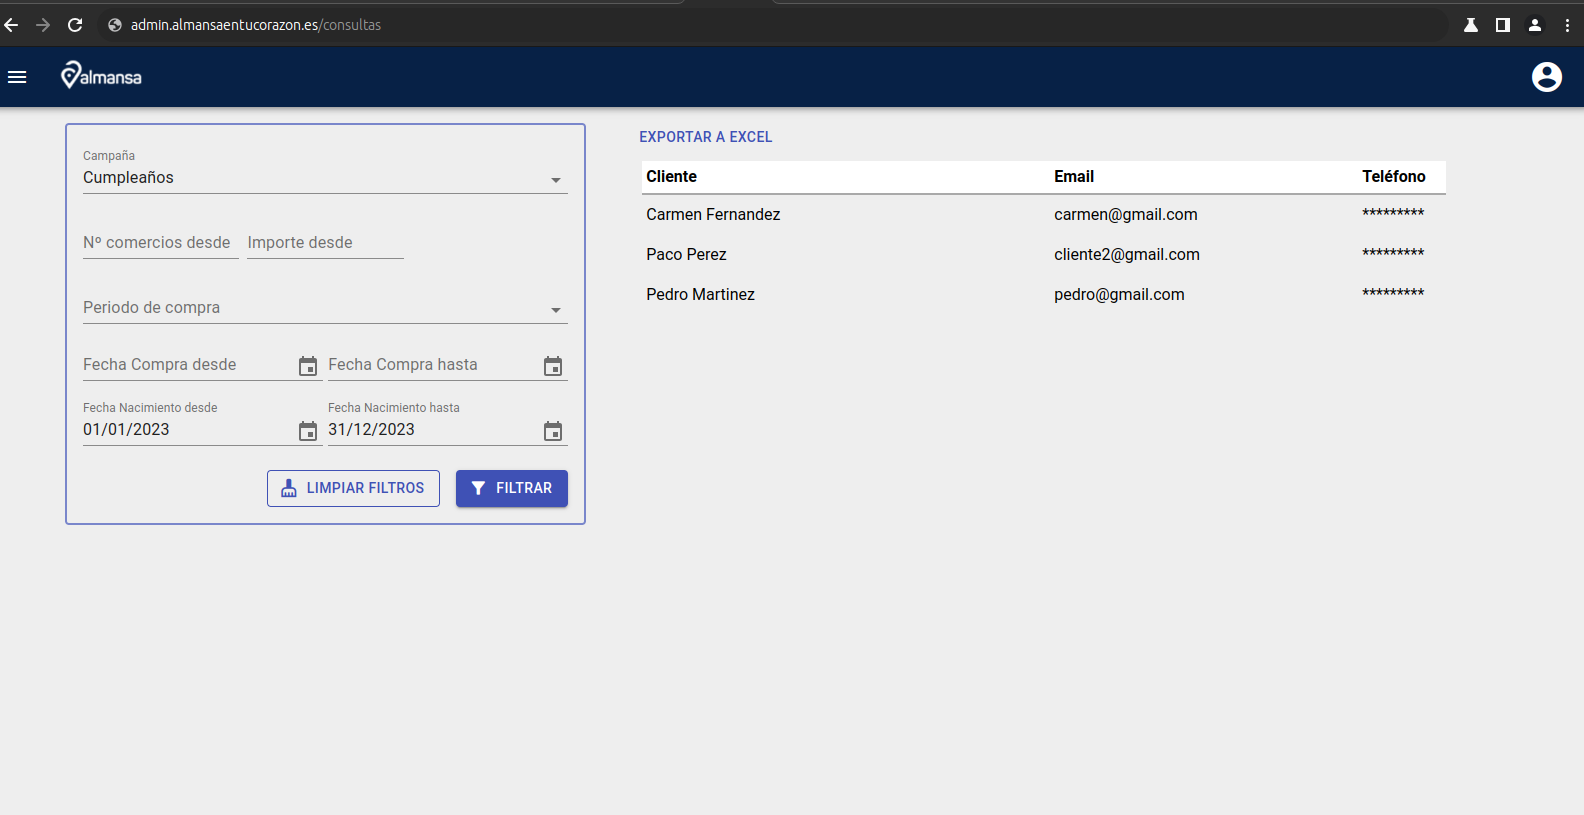 admin.almansaentucorazon.es/consultas
almansa
Campaña
Cumpleaños
Nº comercios desde Importe desde
Periodo de compra
Fecha Compra desde Fecha Compra hasta
Fecha Nacimiento desde Fecha Nacimiento hasta
01/01/2023 31/12/2023
LIMPIAR FILTROS FILTRAR
EXPORTAR A EXCEL
Cliente Email Teléfono
Carmen Fernandez carmen@gmail.com *********
Paco Perez cliente2@gmail.com *********
Pedro Martinez pedro@gmail.com *********